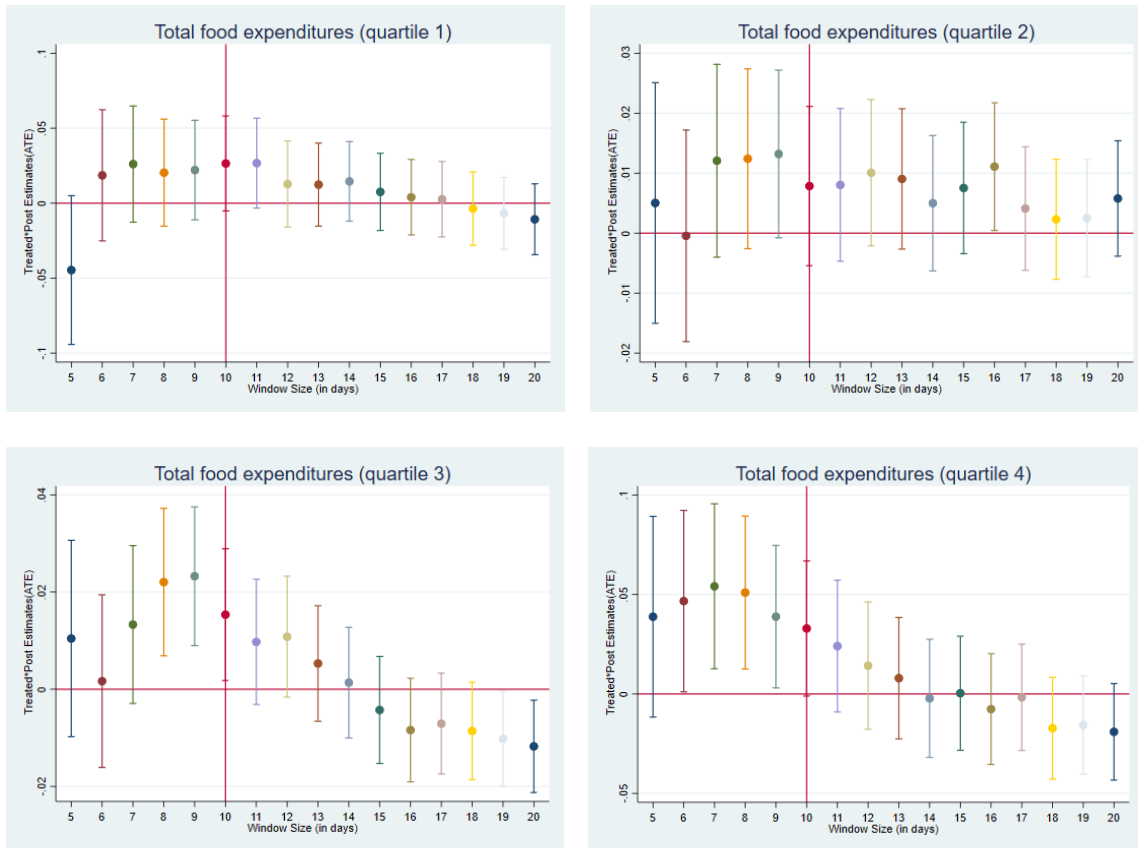 Total food expenditures (quartile 1)
Treated*Post Estimates(ATE)
.1
.05
0
-.05
-.1
5 6 7 8 9 10 11 12 13 14 15 16 17 18 19 20
Window Size (in days)
Total food expenditures (quartile 2)
Treated*Post Estimates(ATE)
.03
.02
.01
0
-.01
-.02
5 6 7 8 9 10 11 12 13 14 15 16 17 18 19 20
Window Size (in days)
Total food expenditures (quartile 3)
Treated*Post Estimates(ATE)
.04
.02
0
-.02
5 6 7 8 9 10 11 12 13 14 15 16 17 18 19 20
Window Size (in days)
Total food expenditures (quartile 4)
Treated*Post Estimates(ATE)
.1
.05
0
-.05
5 6 7 8 9 10 11 12 13 14 15 16 17 18 19 20
Window Size (in days)